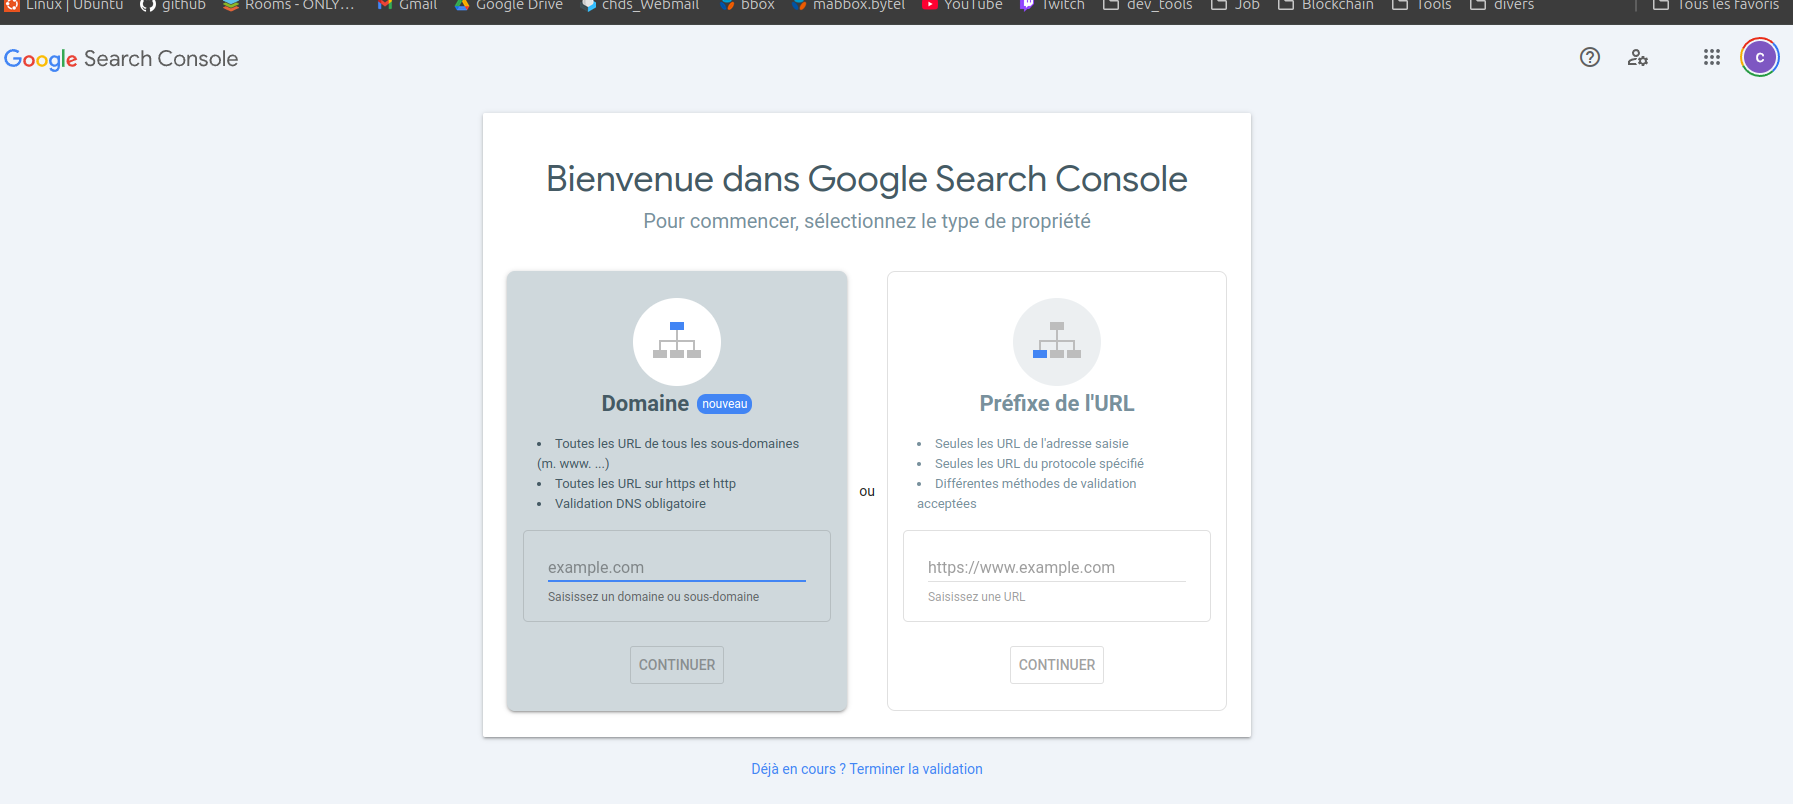 Linux | Ubuntu github Rooms - ONLY... Gmail Google Drive chds_Webmail bbox mabbox.bytel YouTube Twitch dev_tools Job Blockchain Tools divers Tous les favoris
Google Search Console
C
Bienvenue dans Google Search Console
Pour commencer, sélectionnez le type de propriété
Domaine nouveau
• Toutes les URL de tous les sous-domaines
(m. www. ...)
• Toutes les URL sur https et http
• Validation DNS obligatoire
example.com
Saisissez un domaine ou sous-domaine
CONTINUER
ou
Préfixe de l'URL
• Seules les URL de l'adresse saisie
• Seules les URL du protocole spécifié
• Différentes méthodes de validation
acceptées
https://www.example.com
Saisissez une URL
CONTINUER
Déjà en cours ? Terminer la validation